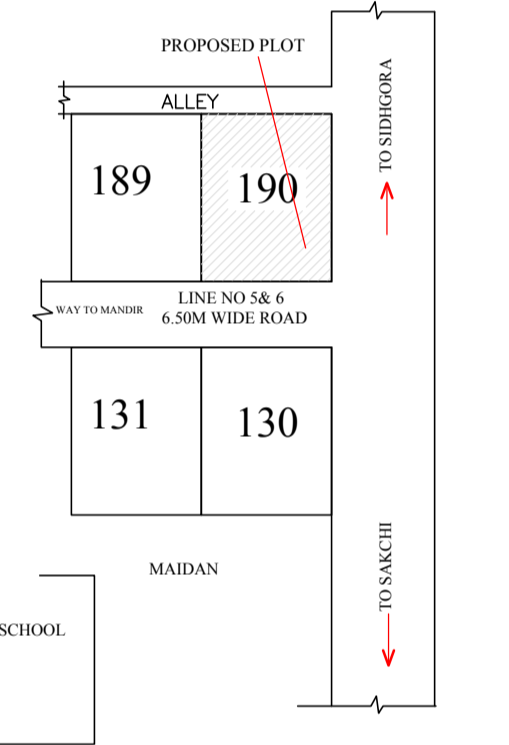 PROPOSED PLOT
ALLEY
TO SIDHGORA
189
190
LINE NO 5& 6
WAY TO MANDIR
6.50M WIDE ROAD
131
130
TO SAKCHI
MAIDAN
SCHOOL